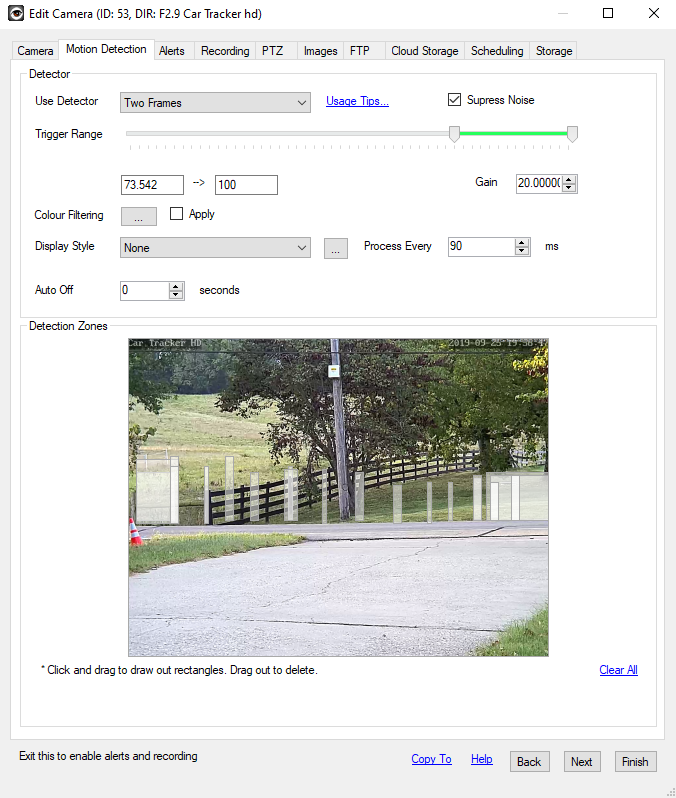 Edit Camera (ID: 53, DIR: F2.9 Car Tracker hd)
Camera Motion Detection Alerts Recording PTZ Images FTP Cloud Storage Scheduling Storage
Detector
Use Detector Two Frames Usage Tips... Supress Noise
Trigger Range
73.542 --> 100 Gain 20.0000
Colour Filtering ... Apply
Display Style None ... Process Every 90 ms
Auto Off 0 seconds
Detection Zones
Car Tracker HD 2019-09-25
* Click and drag to draw out rectangles. Drag out to delete. Clear All
Exit this to enable alerts and recording Copy To Help Back Next Finish